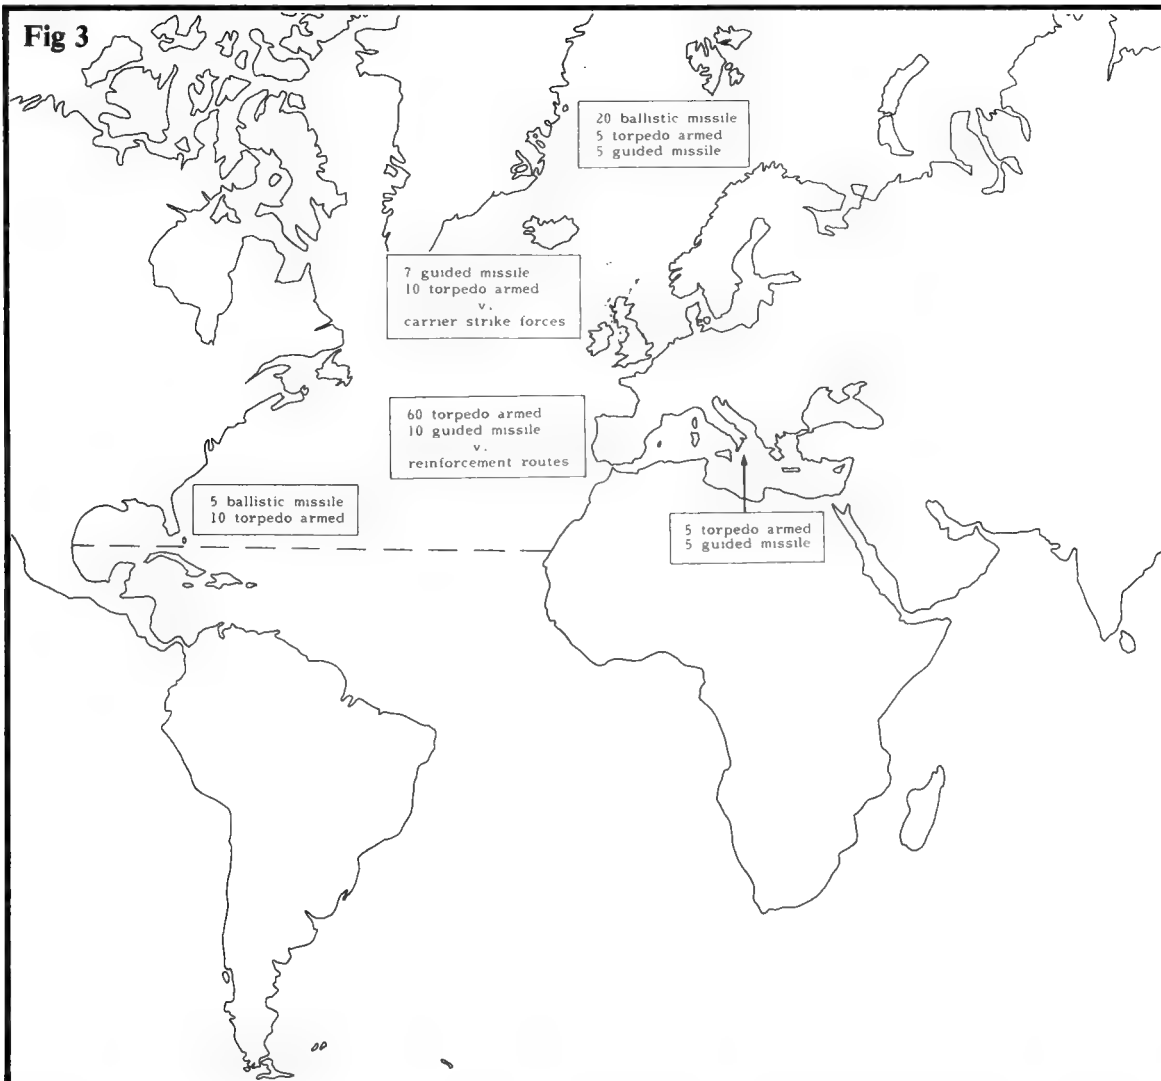 Fig 3
20 ballistic missile
5 torpedo armed
5 guided missile
7 guided missile
10 torpedo armed
v.
carrier strike forces
60 torpedo armed
10 guided missile
v.
reinforcement routes
5 ballistic missile
10 torpedo armed
5 torpedo armed
5 guided missile